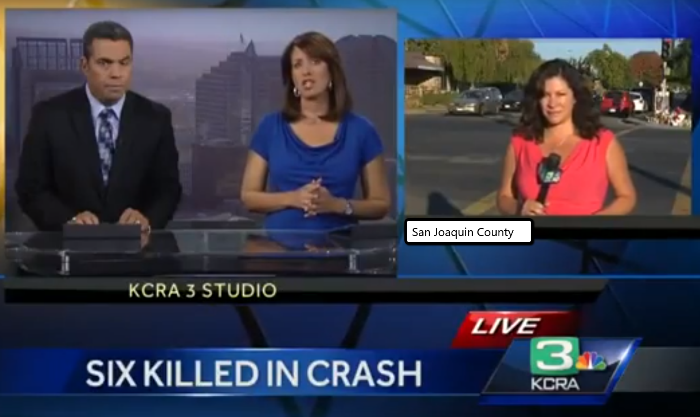 San Joaquin County
KCRA 3 STUDIO
LIVE
SIX KILLED IN CRASH
3
KCRA